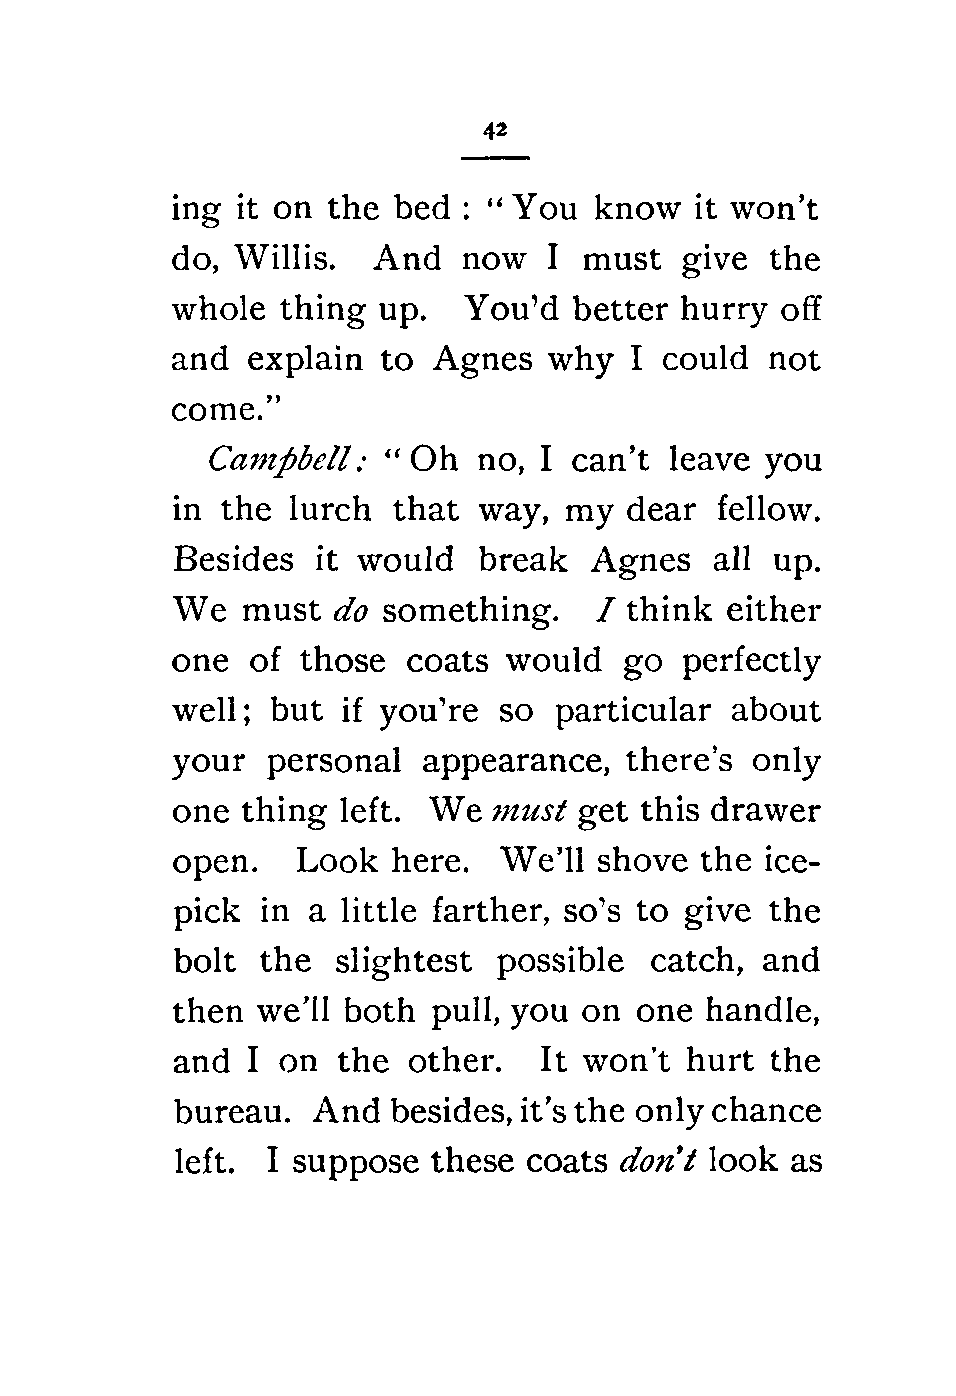 42
ing it on the bed : “ You know it won’t
do, Willis. And now I must give the
whole thing up. You’d better hurry off
and explain to Agnes why I could not
come.”
Campbell: “ Oh no, I can’t leave you
in the lurch that way, my dear fellow.
Besides it would break Agnes all up.
We must do something. I think either
one of those coats would go perfectly
well; but if you’re so particular about
your personal appearance, there’s only
one thing left. We must get this drawer
open. Look here. We’ll shove the ice-
pick in a little farther, so’s to give the
bolt the slightest possible catch, and
then we’ll both pull, you on one handle,
and I on the other. It won’t hurt the
bureau. And besides, it’s the only chance
left. I suppose these coats don’t look as